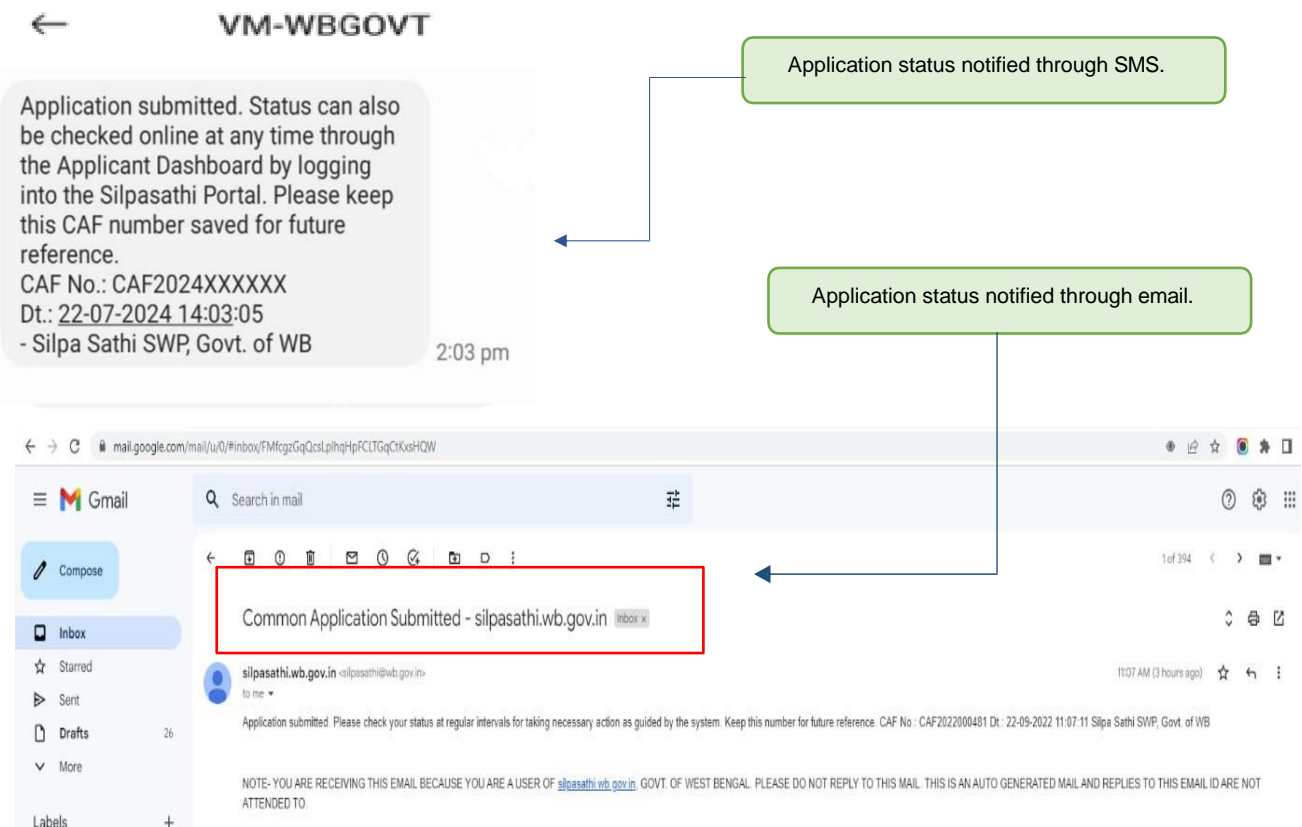 VM-WBGOVT
Application status notified through SMS.
Application submitted. Status can also
be checked online at any time through
the Applicant Dashboard by logging
into the Silpasathi Portal. Please keep
this CAF number saved for future
reference.
CAF No.: CAF2024XXXXXX
Dt.: 22-07-2024 14:03:05
- Silpa Sathi SWP, Govt. of WB
2:03 pm
Application status notified through email.
mail.google.com/mail/u/0/#inbox/FMfcgzGqQcsLplhqHpFCLTGqCtKxsHQW
Gmail
Search in mail
Compose
1 of 394
Common Application Submitted - silpasathi.wb.gov.in Inbox x
Inbox
Starred
silpasathi.wb.gov.in <silpasathi@wb.gov.in>
11:07 AM (3 hours ago)
to me
Sent
Application submitted. Please check your status at regular intervals for taking necessary action as guided by the system. Keep this number for future reference. CAF No.: CAF2022000481 Dt.: 22-09-2022 11:07:11 Silpa Sathi SWP, Govt. of WB
Drafts 26
More
NOTE- YOU ARE RECEIVING THIS EMAIL BECAUSE YOU ARE A USER OF silpasathi.wb.gov.in, GOVT. OF WEST BENGAL. PLEASE DO NOT REPLY TO THIS MAIL. THIS IS AN AUTO GENERATED MAIL AND REPLIES TO THIS EMAIL ID ARE NOT
ATTENDED TO.
Labels +